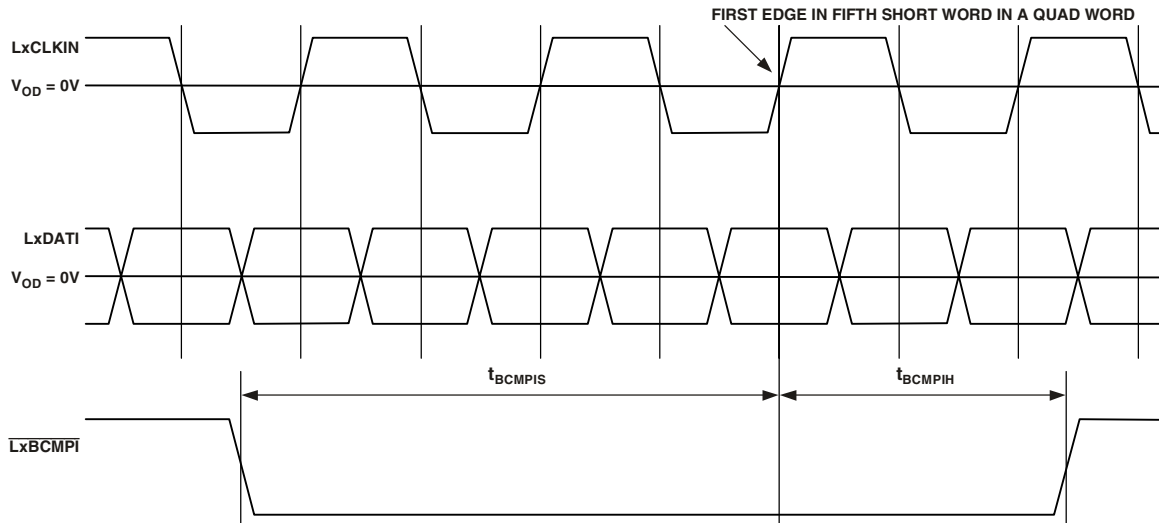 FIRST EDGE IN FIFTH SHORT WORD IN A QUAD WORD
LxCLKIN
VOD = 0V
LxDATI
VOD = 0V
tBCMPIS
tBCMPIH
LxBCMPI